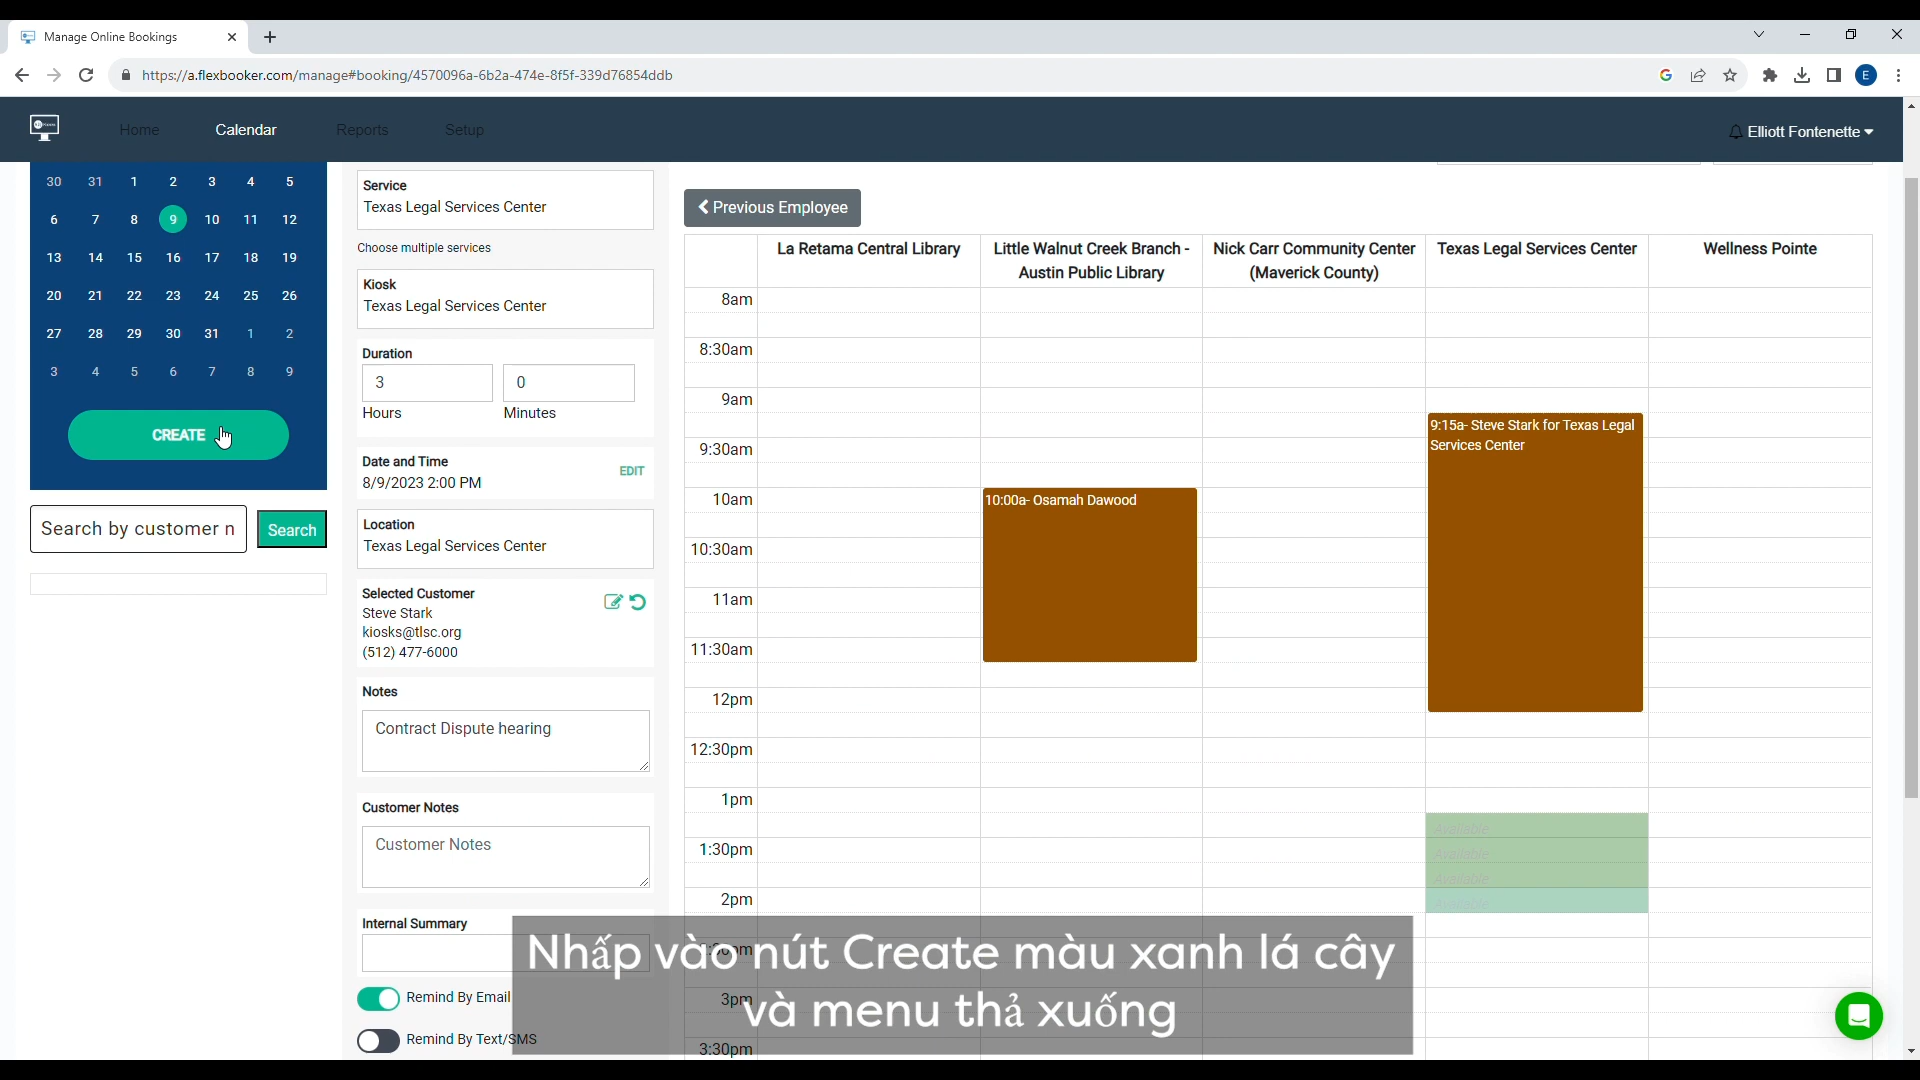 Manage Online Bookings
https://a.flexbooker.com/manage#booking/4570096a-6b2a-474e-8f5f-339d76854ddb
E
Home
Calendar
Reports
Setup
Elliott Fontenette
30 31 1 2 3 4 5
6 7 8 9 10 11 12
13 14 15 16 17 18 19
20 21 22 23 24 25 26
27 28 29 30 31 1 2
3 4 5 6 7 8 9
CREATE
Search by customer n
Search
Service
Texas Legal Services Center
Choose multiple services
Kiosk
Texas Legal Services Center
Duration
3
0
Hours
Minutes
Date and Time
8/9/2023 2:00 PM
EDIT
Location
Texas Legal Services Center
Selected Customer
Steve Stark
kiosks@tlsc.org
(512) 477-6000
Notes
Contract Dispute hearing
Customer Notes
Customer Notes
Internal Summary
Remind By Email
Remind By Text/SMS
Previous Employee
La Retama Central Library
Little Walnut Creek Branch -
Austin Public Library
Nick Carr Community Center
(Maverick County)
Texas Legal Services Center
Wellness Pointe
8am
8:30am
9am
9:30am
10am
10:30am
11am
11:30am
12pm
12:30pm
1pm
1:30pm
2pm
3pm
3:30pm
10:00a- Osamah Dawood
9:15a- Steve Stark for Texas Legal
Services Center
Available
Available
Available
Available
Nhấp vào nút Create màu xanh lá cây
và menu thả xuống